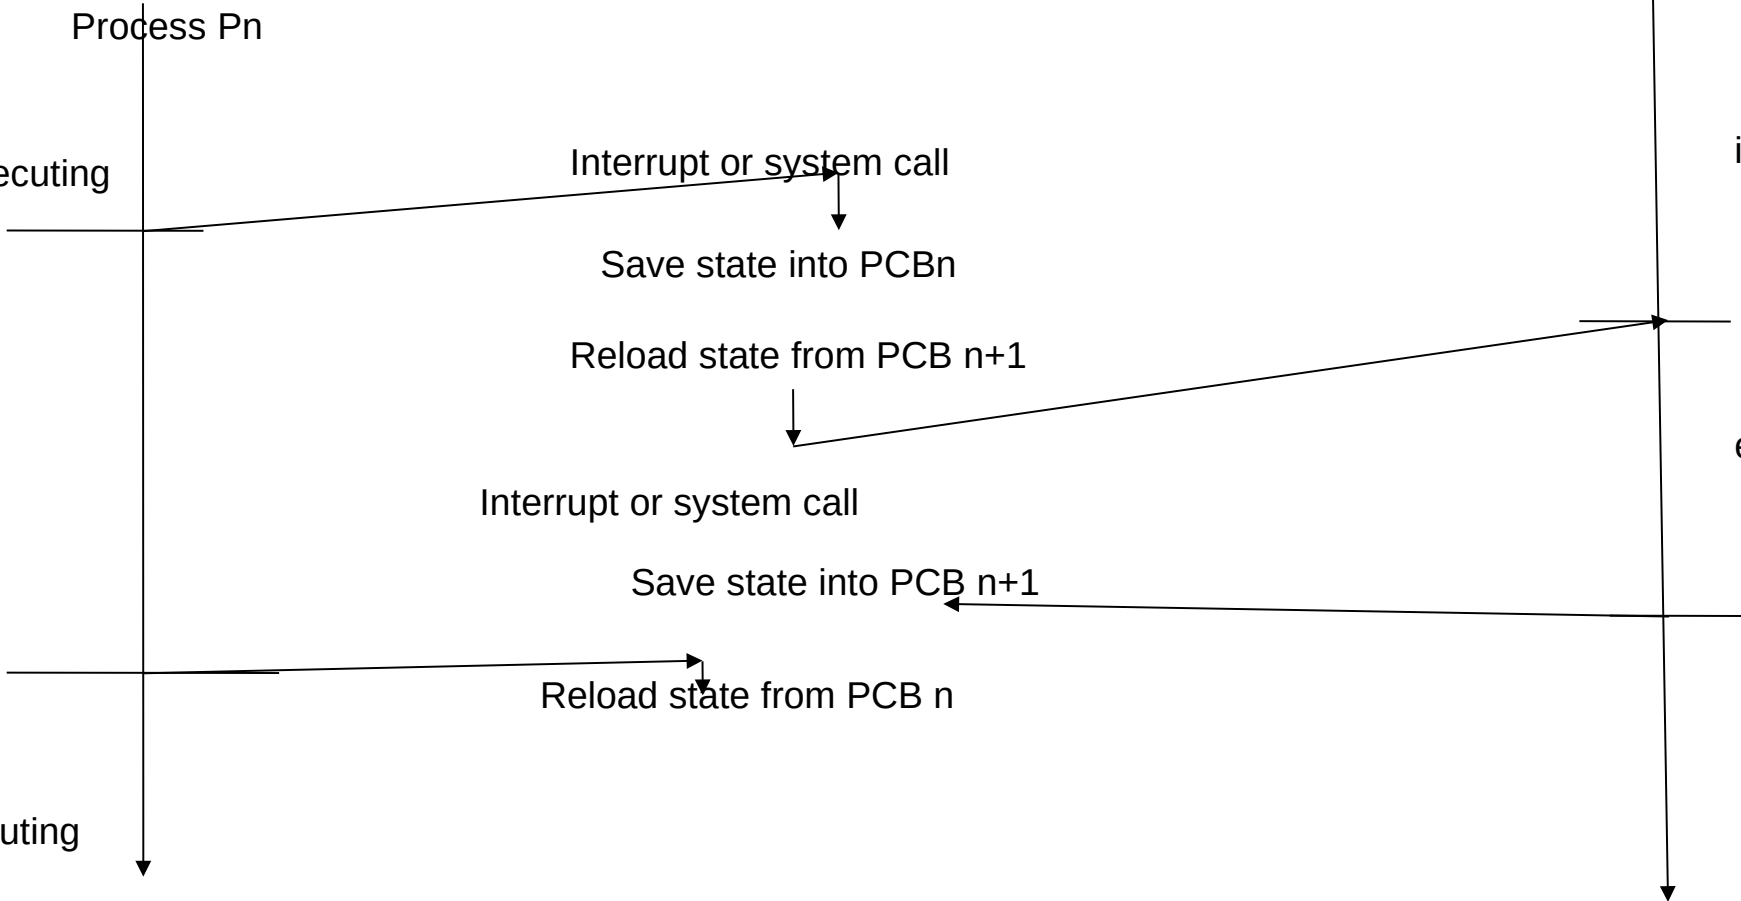 Process Pn
Interrupt or system call
ecuting
Save state into PCBn
Reload state from PCB n+1
Interrupt or system call
Save state into PCB n+1
Reload state from PCB n
uting